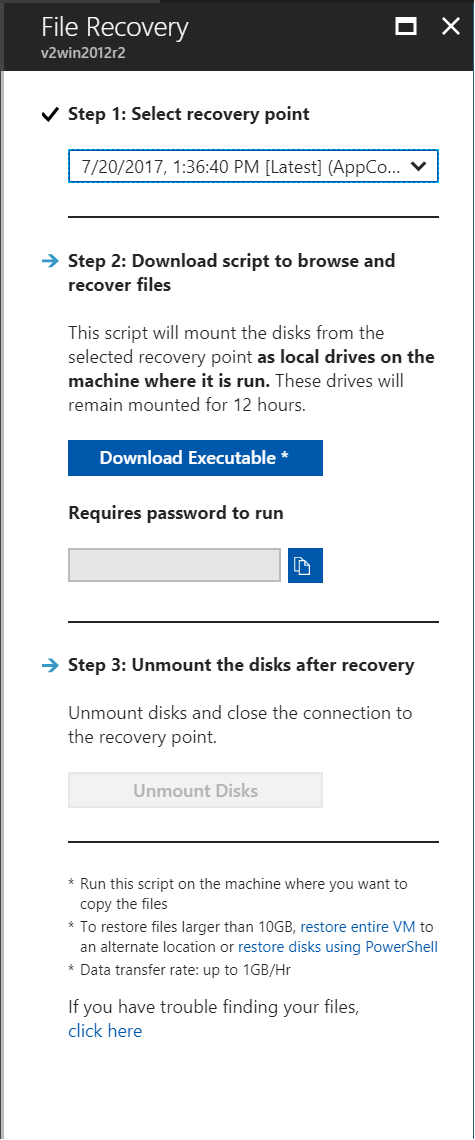 File Recovery
v2win2012r2
Step 1: Select recovery point
7/20/2017, 1:36:40 PM [Latest] (AppCo...
Step 2: Download script to browse and
recover files
This script will mount the disks from the
selected recovery point as local drives on the
machine where it is run. These drives will
remain mounted for 12 hours.
Download Executable *
Requires password to run
Step 3: Unmount the disks after recovery
Unmount disks and close the connection to
the recovery point.
Unmount Disks
* Run this script on the machine where you want to
copy the files
* To restore files larger than 10GB, restore entire VM to
an alternate location or restore disks using PowerShell
* Data transfer rate: up to 1GB/Hr
If you have trouble finding your files,
click here